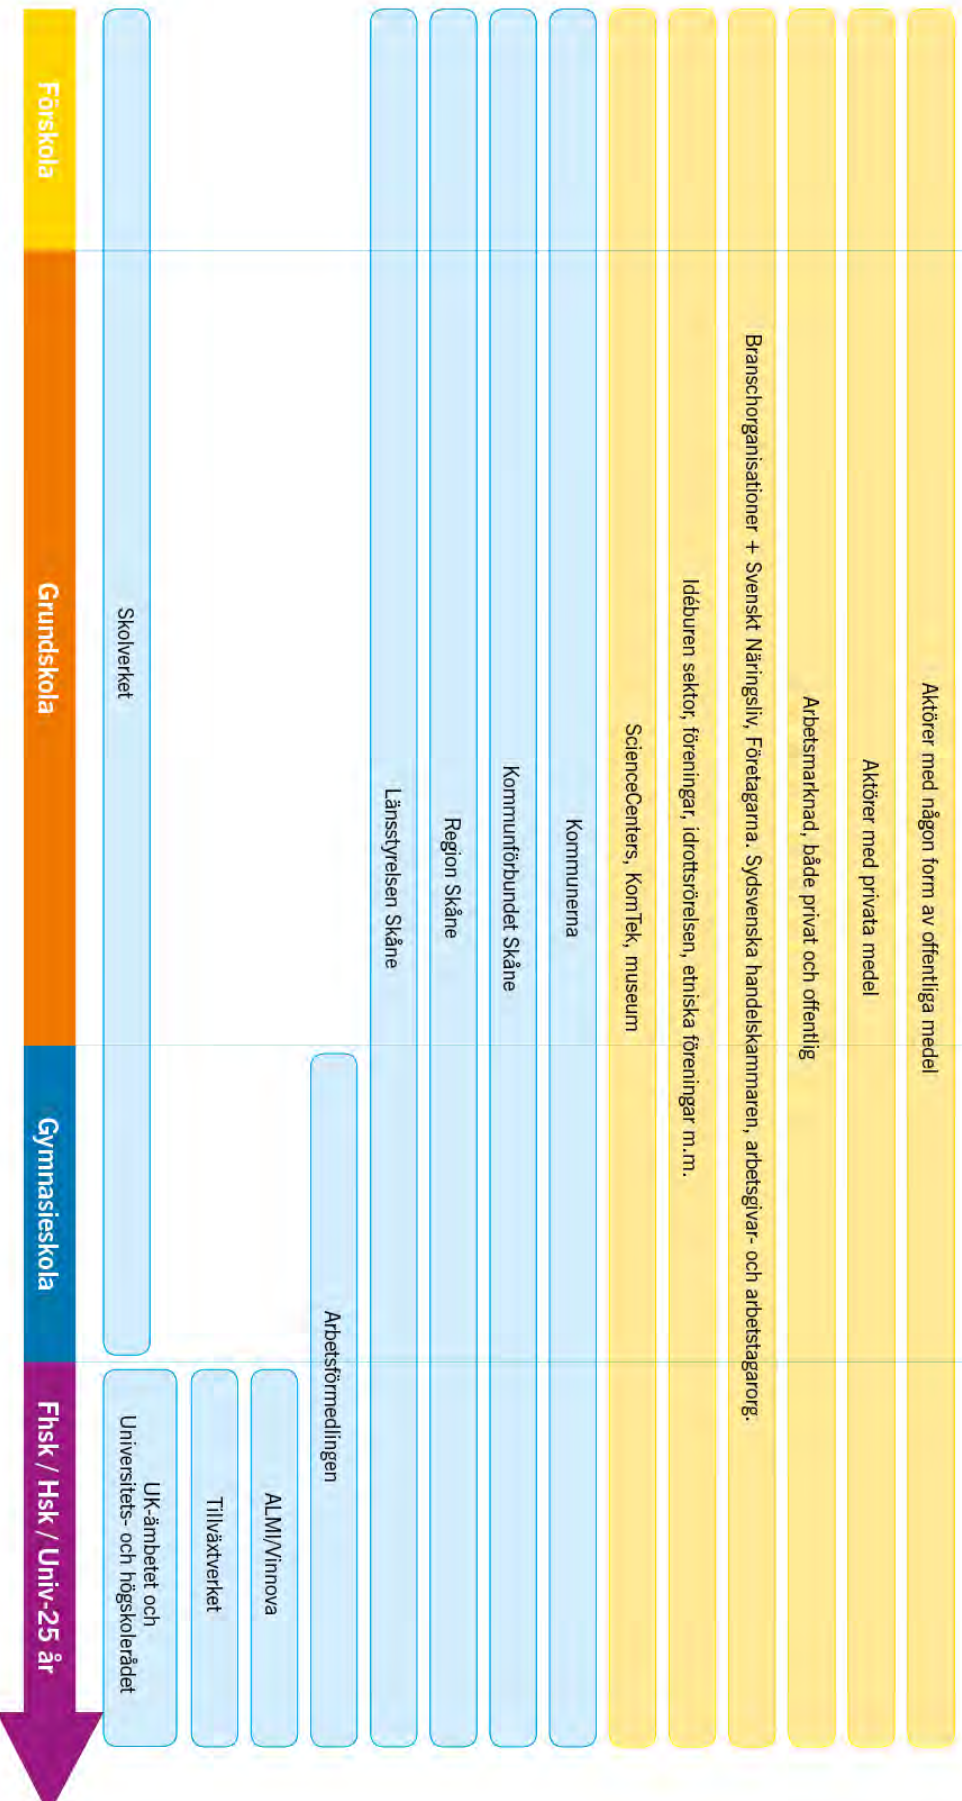 Aktörer med någon form av offentliga medel
Aktörer med privata medel
Arbetsmarknad, både privat och offentlig
Branschorganisationer + Svenskt Näringsliv, Företagarna. Sydsvenska handelskammaren, arbetsgivar- och arbetstagarorg.
Idéburen sektor, föreningar, idrottsrörelsen, etniska föreningar m.m.
ScienceCenters, KomTek, museum
Kommunerna
Kommunförbundet Skåne
Region Skåne
Länsstyrelsen Skåne
Arbetsförmedlingen
ALMI/Vinnova
Tillväxtverket
Skolverket
UK-ämbetet och
Universitets- och högskolerådet
Förskola
Grundskola
Gymnasieskola
Fhsk / Hsk / Univ-25 år